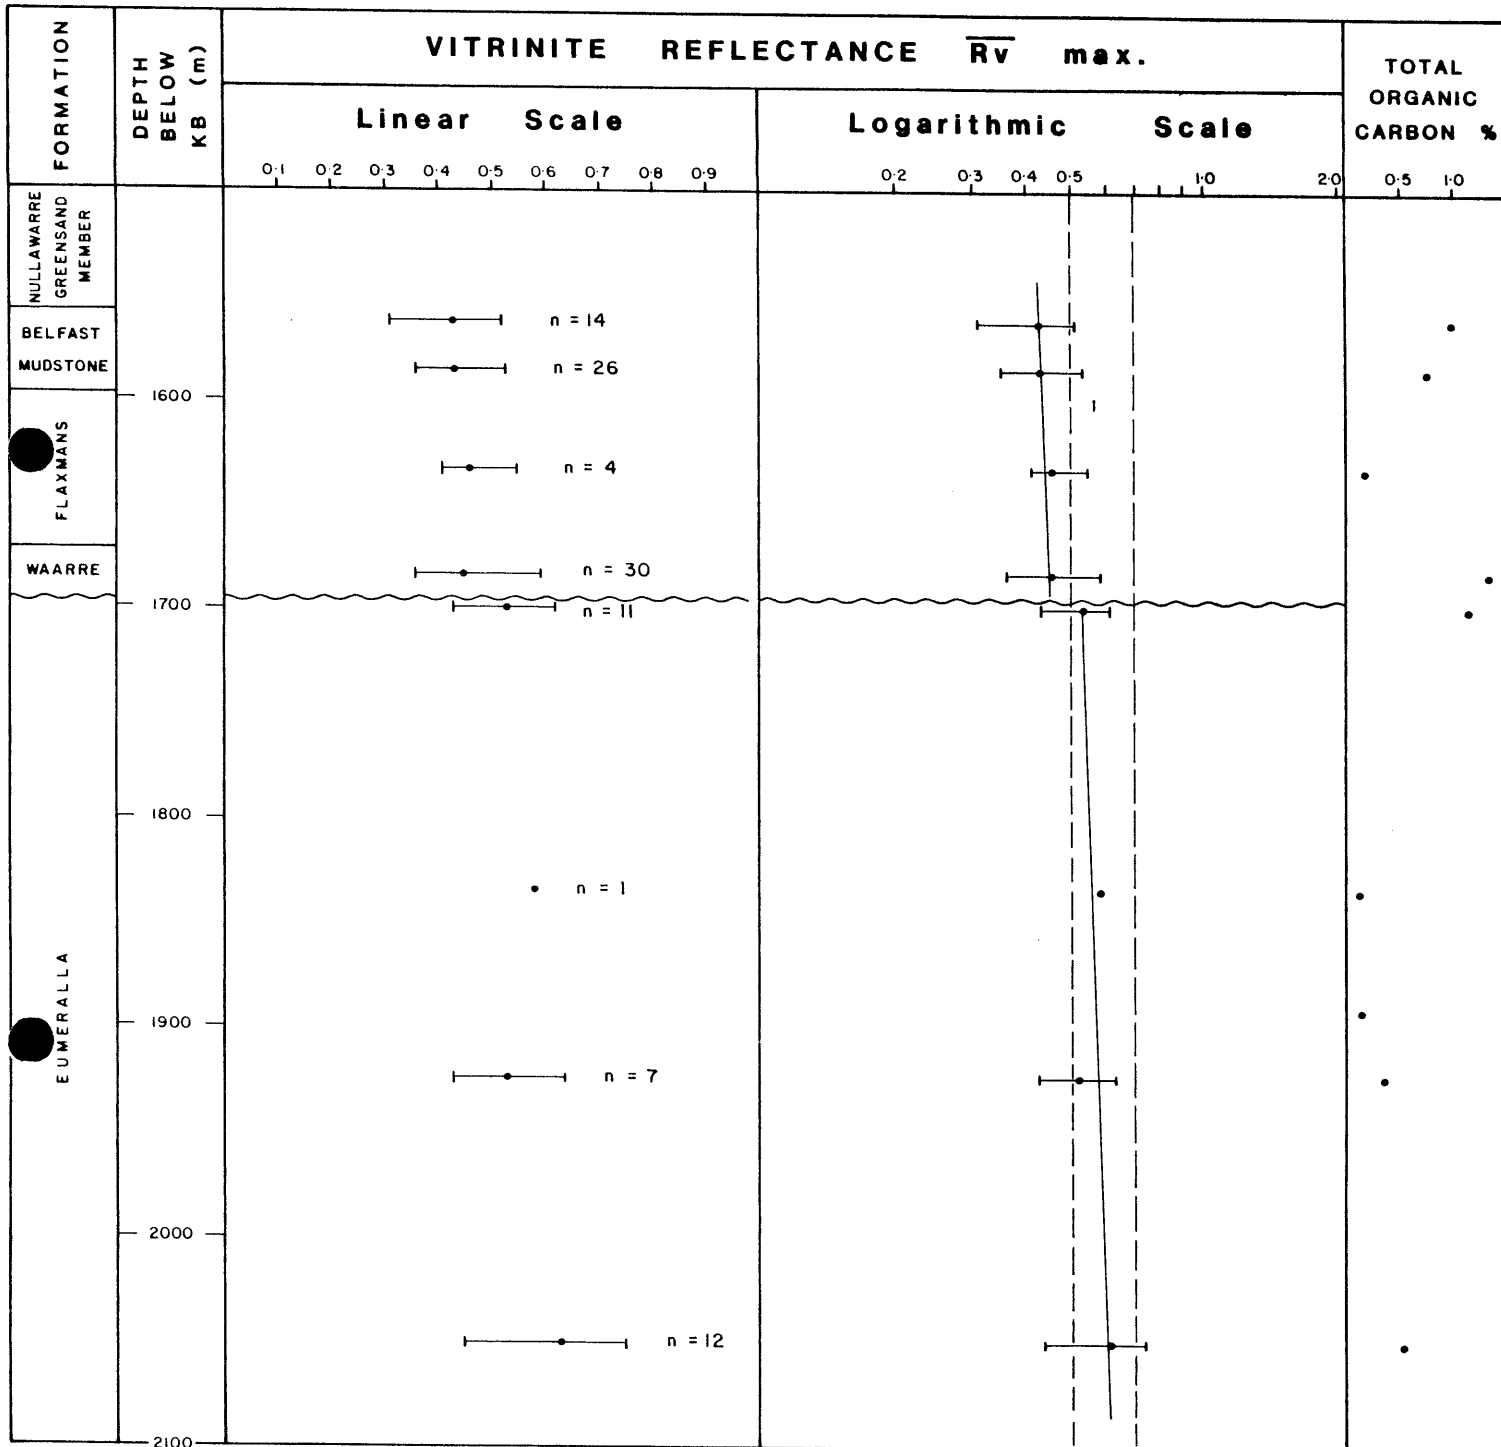 FORMATION
DEPTH
BELOW
KB (m)
VITRINITE REFLECTANCE Rv max.
Linear Scale
Logarithmic Scale
TOTAL
ORGANIC
CARBON %
0·1 0·2 0·3 0·4 0·5 0·6 0·7 0·8 0·9
0·2 0·3 0·4 0·5 1·0 2·0
0·5 1·0
NULLAWARRE
GREENSAND
MEMBER
BELFAST
MUDSTONE
FLAXMANS
WAARRE
EUMERALLA
1600
1700
1800
1900
2000
2100
n = 14
n = 26
n = 4
n = 30
n = 11
n = 1
n = 7
n = 12